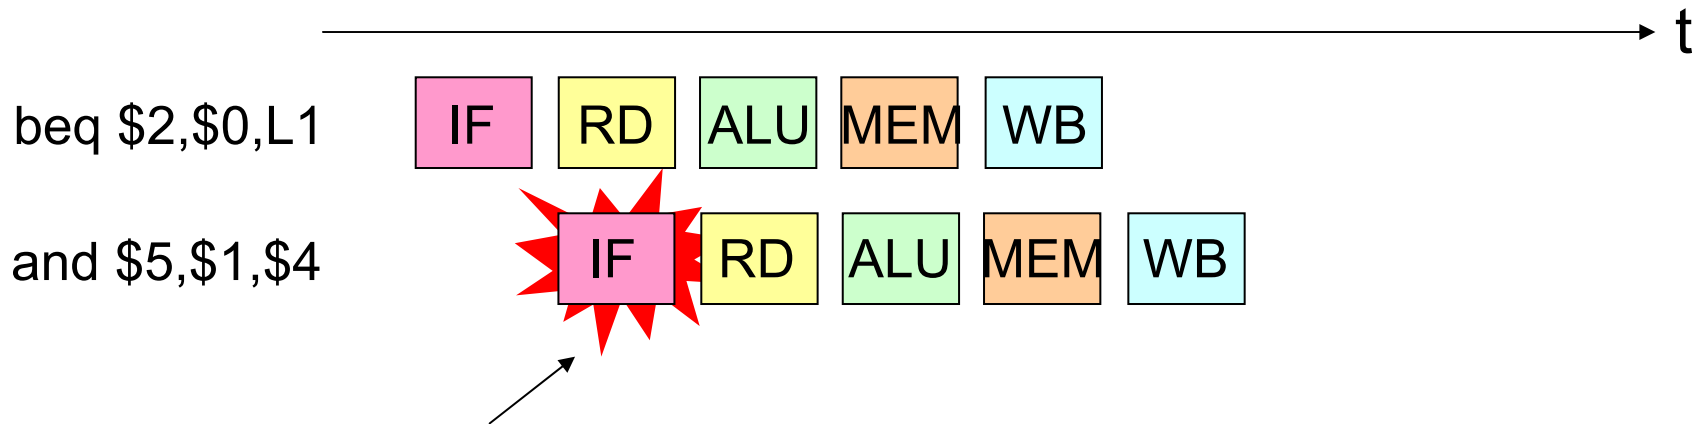 t
beq $2,$0,L1 IF RD ALU MEM WB
and $5,$1,$4 IF RD ALU MEM WB